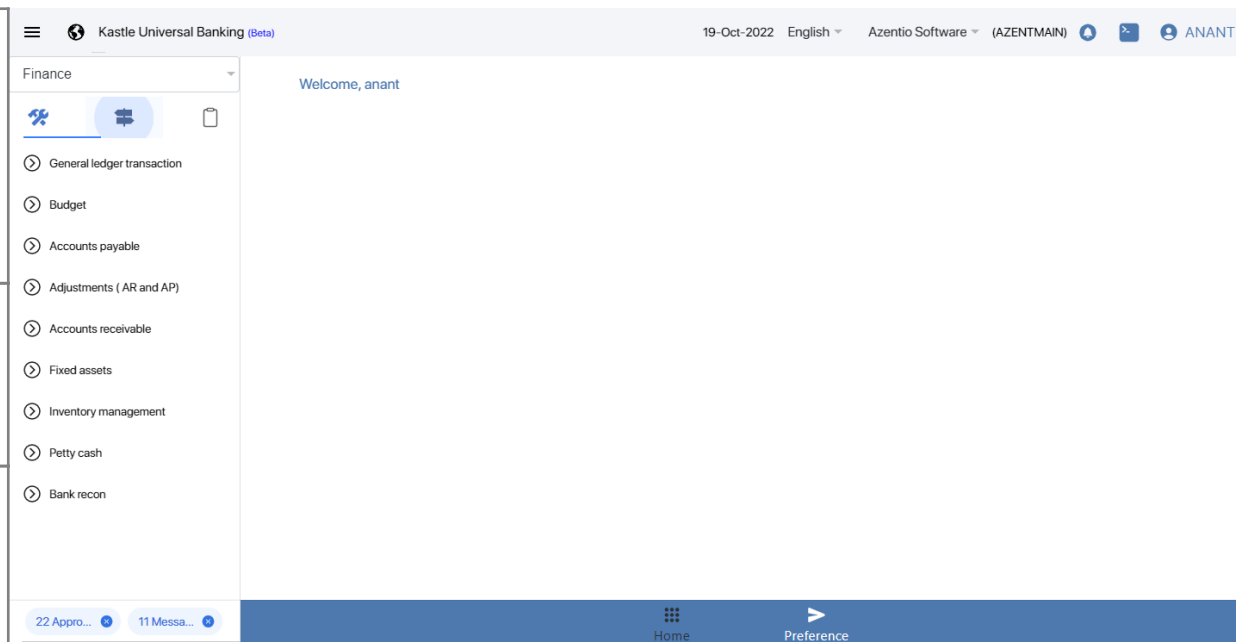 Kastle Universal Banking (Beta)
19-Oct-2022 English Azentio Software (AZENTMAIN) ANANT
Finance
Welcome, anant
General ledger transaction
Budget
Accounts payable
Adjustments ( AR and AP)
Accounts receivable
Fixed assets
Inventory management
Petty cash
Bank recon
22 Appro... 11 Messa...
Home Preference